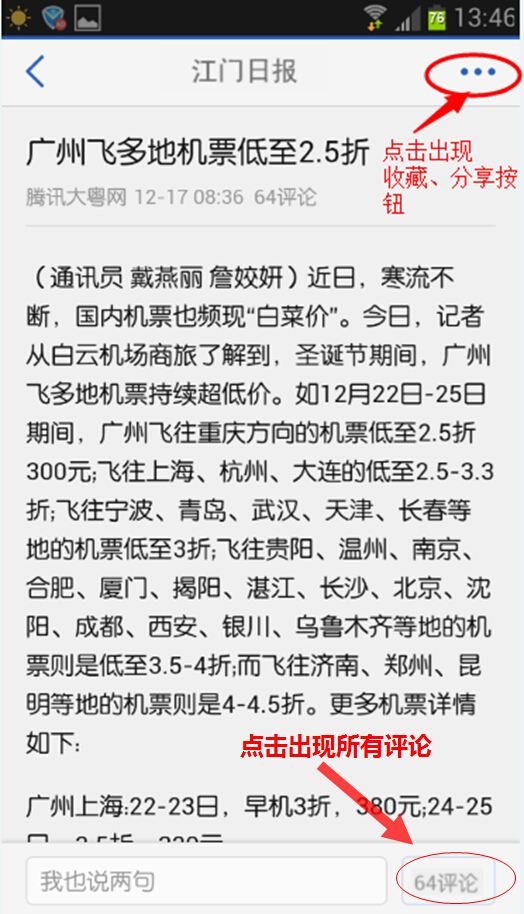 76 13:46
江门日报
广州飞多地机票低至2.5折
点击出现
收藏、分享按
钮
腾讯大粤网 12-17 08:36 64评论
（通讯员 戴燕丽 詹姣妍）近日，寒流不
断，国内机票也频现“白菜价”。今日，记者
从白云机场商旅了解到，圣诞节期间，广州
飞多地机票持续超低价。如12月22日-25日
期间，广州飞往重庆方向的机票低至2.5折
300元;飞往上海、杭州、大连的低至2.5-3.3
折;飞往宁波、青岛、武汉、天津、长春等
地的机票低至3折;飞往贵阳、温州、南京、
合肥、厦门、揭阳、湛江、长沙、北京、沈
阳、成都、西安、银川、乌鲁木齐等地的机
票则是低至3.5-4折;而飞往济南、郑州、昆
明等地的机票则是4-4.5折。更多机票详情
如下:
点击出现所有评论
广州上海:22-23日，早机3折，380元;24-25
我也说两句
64评论